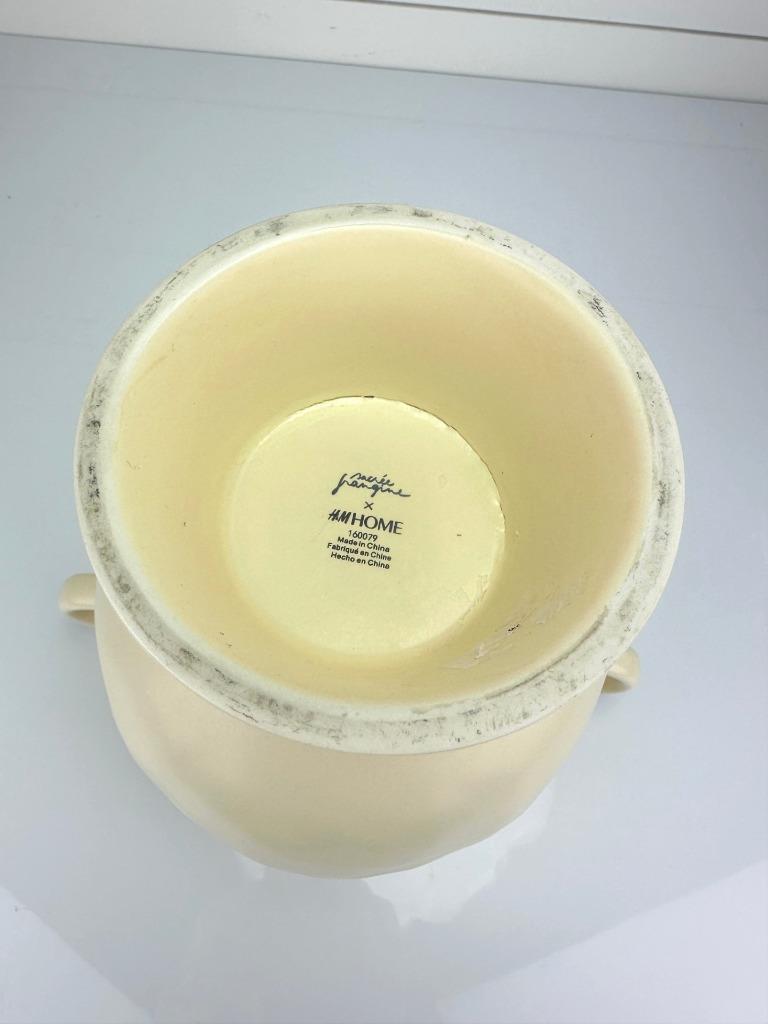 sacrée
frangine
x
H&M HOME
160079
Made in China
Fabriqué en Chine
Hecho en China